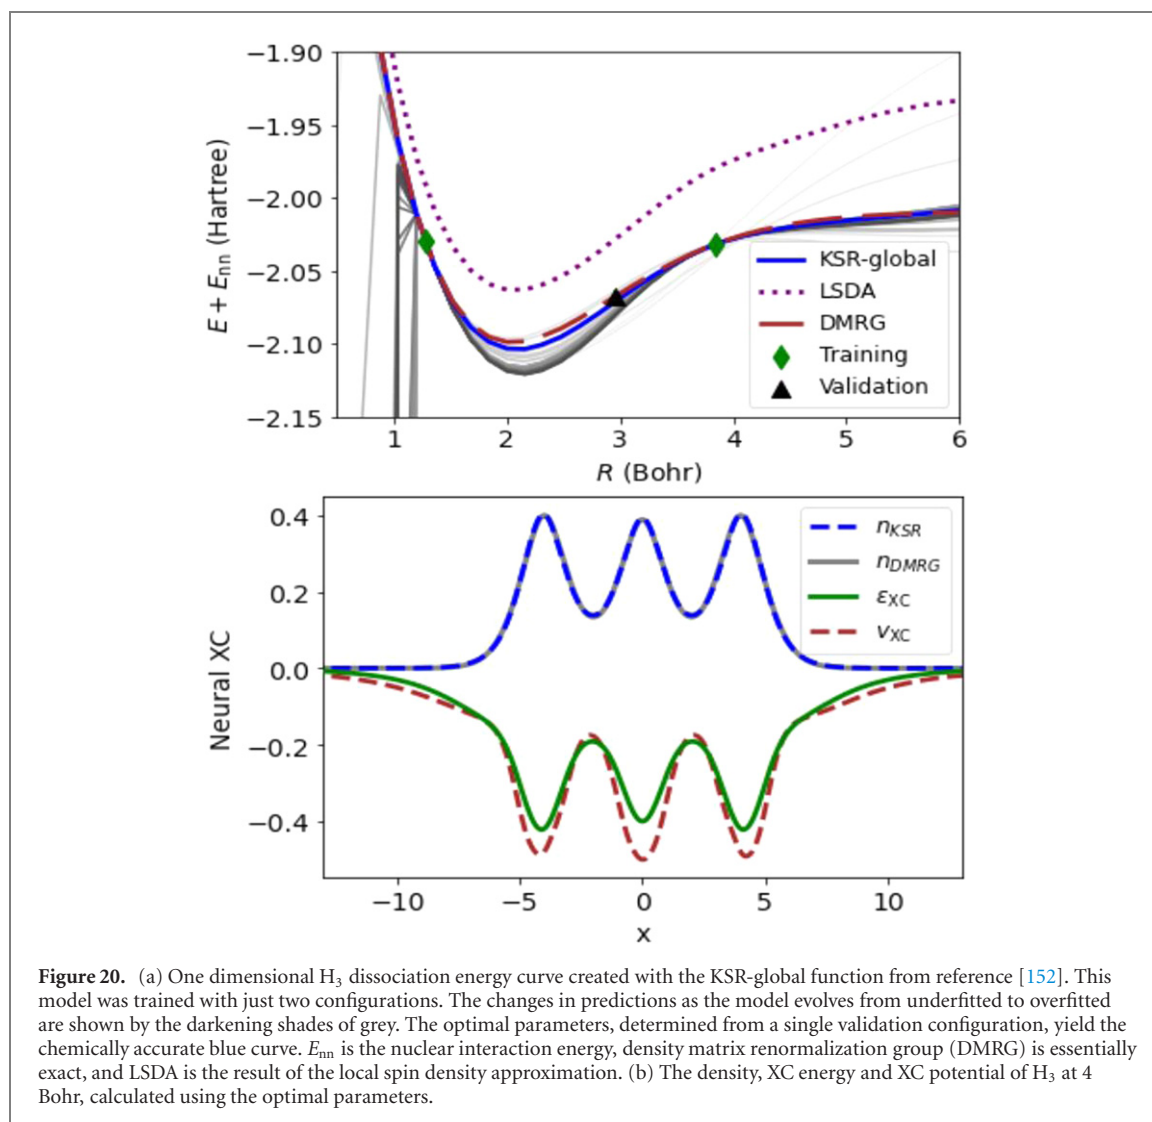 −1.90
−1.95
−2.00
−2.05
−2.10
−2.15
E + Enn (Hartree)
KSR-global
LSDA
DMRG
Training
Validation
1 2 3 4 5 6
R (Bohr)
0.4
0.2
0.0
−0.2
−0.4
Neural XC
nKSR
nDMRG
εXC
vXC
−10 −5 0 5 10
x
Figure 20. (a) One dimensional H3 dissociation energy curve created with the KSR-global function from reference [152]. This
model was trained with just two configurations. The changes in predictions as the model evolves from underfitted to overfitted
are shown by the darkening shades of grey. The optimal parameters, determined from a single validation configuration, yield the
chemically accurate blue curve. Enn is the nuclear interaction energy, density matrix renormalization group (DMRG) is essentially
exact, and LSDA is the result of the local spin density approximation. (b) The density, XC energy and XC potential of H3 at 4
Bohr, calculated using the optimal parameters.